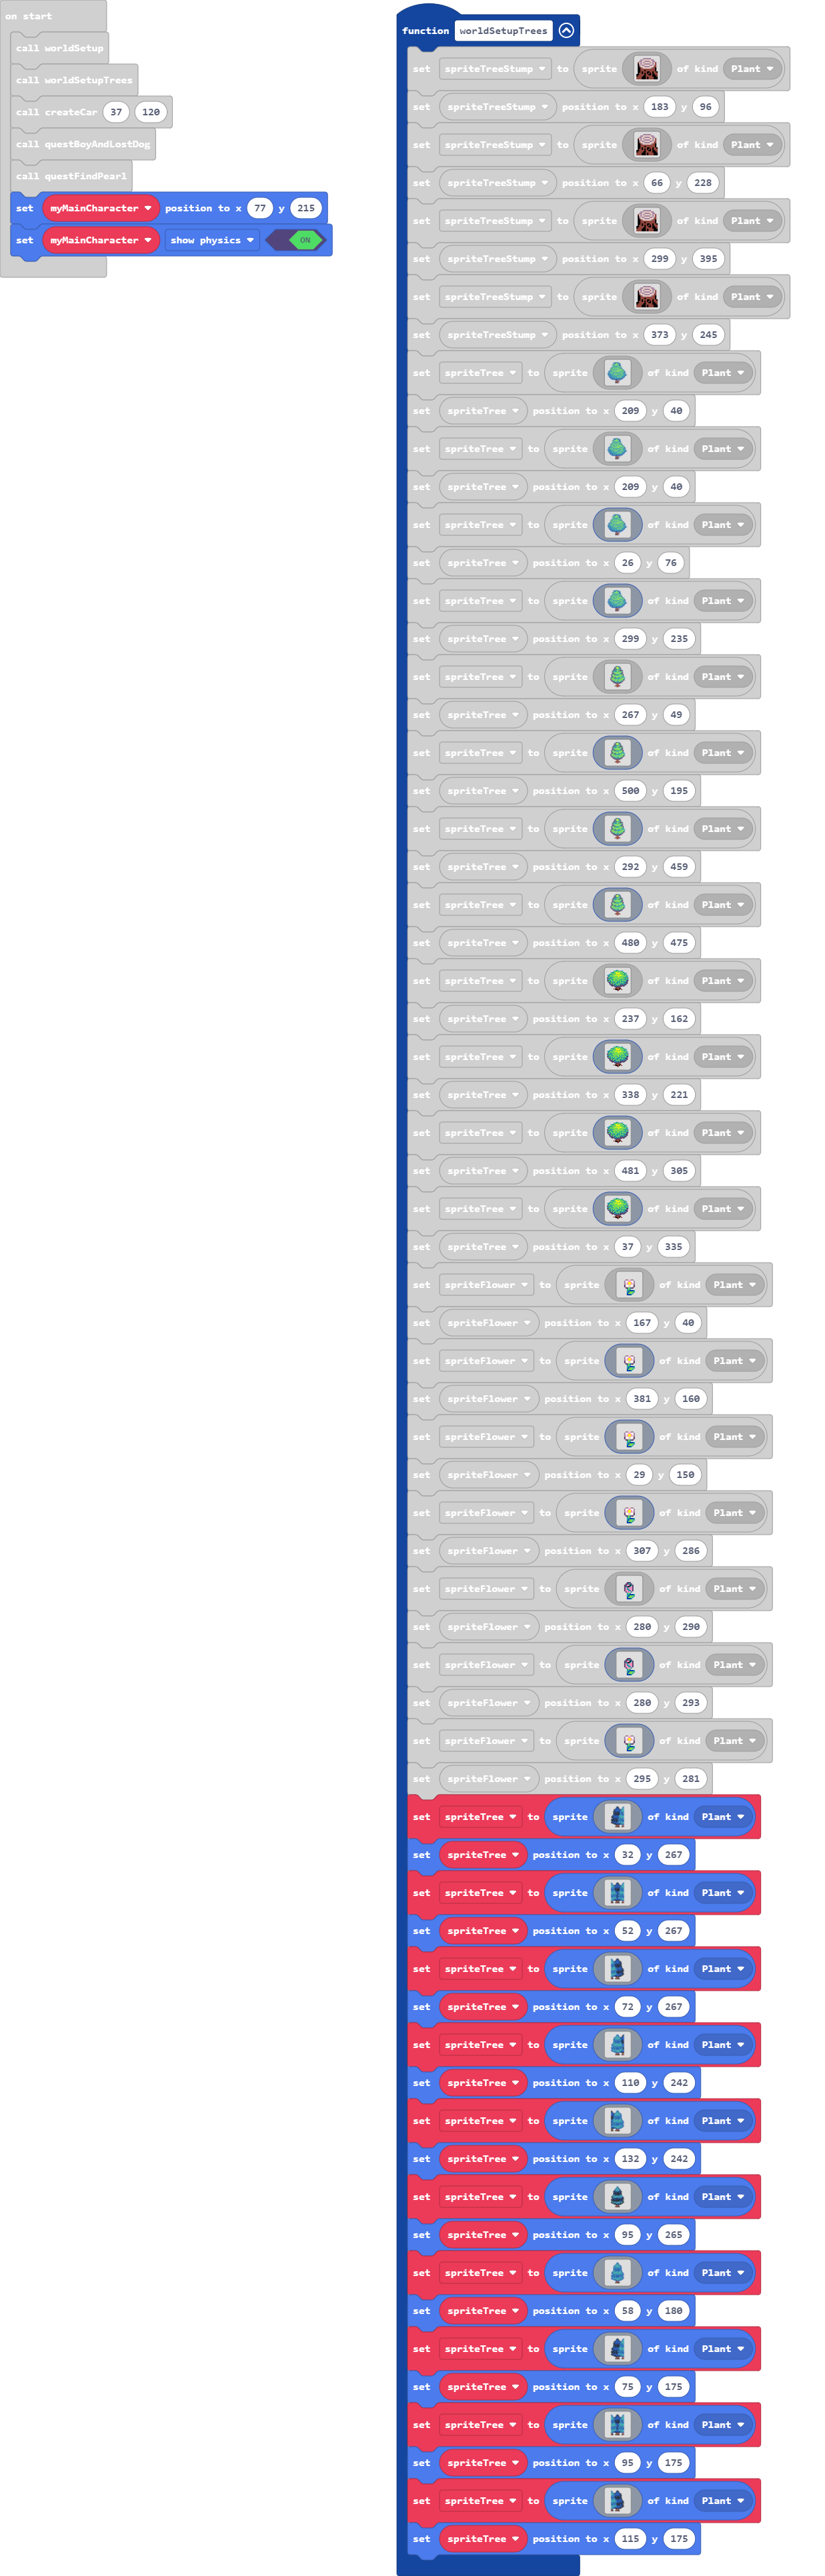 on start
call worldSetup
call worldSetupTrees
call createCar 37 120
call questBoyAndLostDog
call questFindPearl
set myMainCharacter position to x 77 y 215
set myMainCharacter show physics ON
function worldSetupTrees
set spriteTreeStump to sprite of kind Plant
set spriteTreeStump position to x 183 y 96
set spriteTreeStump to sprite of kind Plant
set spriteTreeStump position to x 66 y 228
set spriteTreeStump to sprite of kind Plant
set spriteTreeStump position to x 299 y 395
set spriteTreeStump to sprite of kind Plant
set spriteTreeStump position to x 373 y 245
set spriteTree to sprite of kind Plant
set spriteTree position to x 209 y 40
set spriteTree to sprite of kind Plant
set spriteTree position to x 209 y 40
set spriteTree to sprite of kind Plant
set spriteTree position to x 26 y 76
set spriteTree to sprite of kind Plant
set spriteTree position to x 299 y 235
set spriteTree to sprite of kind Plant
set spriteTree position to x 267 y 49
set spriteTree to sprite of kind Plant
set spriteTree position to x 500 y 195
set spriteTree to sprite of kind Plant
set spriteTree position to x 292 y 459
set spriteTree to sprite of kind Plant
set spriteTree position to x 480 y 475
set spriteTree to sprite of kind Plant
set spriteTree position to x 237 y 162
set spriteTree to sprite of kind Plant
set spriteTree position to x 338 y 221
set spriteTree to sprite of kind Plant
set spriteTree position to x 481 y 305
set spriteTree to sprite of kind Plant
set spriteTree position to x 37 y 335
set spriteFlower to sprite of kind Plant
set spriteFlower position to x 167 y 40
set spriteFlower to sprite of kind Plant
set spriteFlower position to x 381 y 160
set spriteFlower to sprite of kind Plant
set spriteFlower position to x 29 y 150
set spriteFlower to sprite of kind Plant
set spriteFlower position to x 307 y 286
set spriteFlower to sprite of kind Plant
set spriteFlower position to x 280 y 290
set spriteFlower to sprite of kind Plant
set spriteFlower position to x 280 y 293
set spriteFlower to sprite of kind Plant
set spriteFlower position to x 295 y 281
set spriteTree to sprite of kind Plant
set spriteTree position to x 32 y 267
set spriteTree to sprite of kind Plant
set spriteTree position to x 52 y 267
set spriteTree to sprite of kind Plant
set spriteTree position to x 72 y 267
set spriteTree to sprite of kind Plant
set spriteTree position to x 110 y 242
set spriteTree to sprite of kind Plant
set spriteTree position to x 132 y 242
set spriteTree to sprite of kind Plant
set spriteTree position to x 95 y 265
set spriteTree to sprite of kind Plant
set spriteTree position to x 58 y 180
set spriteTree to sprite of kind Plant
set spriteTree position to x 75 y 175
set spriteTree to sprite of kind Plant
set spriteTree position to x 95 y 175
set spriteTree to sprite of kind Plant
set spriteTree position to x 115 y 175